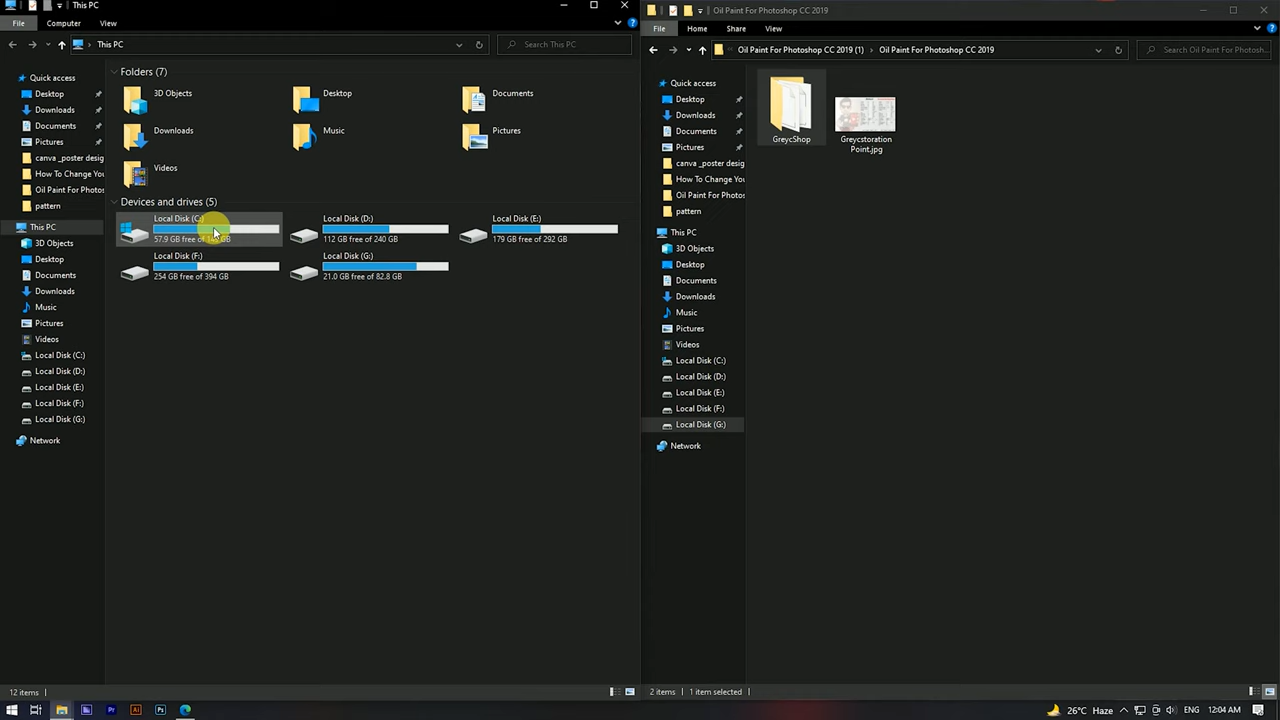 This PC
File
Computer
View
This PC
Search This PC
Quick access
Desktop
Downloads
Documents
Pictures
canva _poster desig
How To Change You
Oil Paint For Photos
pattern
This PC
3D Objects
Desktop
Documents
Downloads
Music
Pictures
Videos
Local Disk (C:)
Local Disk (D:)
Local Disk (E:)
Local Disk (F:)
Local Disk (G:)
Network
Folders (7)
3D Objects
Desktop
Documents
Downloads
Music
Pictures
Videos
Devices and drives (5)
Local Disk (C:)
57.9 GB free of
Local Disk (D:)
112 GB free of 240 GB
Local Disk (E:)
179 GB free of 292 GB
Local Disk (F:)
254 GB free of 394 GB
Local Disk (G:)
21.0 GB free of 82.8 GB
12 items
Oil Paint For Photoshop CC 2019
File
Home
Share
View
Oil Paint For Photoshop CC 2019 (1)
Oil Paint For Photoshop CC 2019
Search Oil Paint For Photoshop...
Quick access
Desktop
Downloads
Documents
Pictures
canva _poster desig
How To Change You
Oil Paint For Photos
pattern
This PC
3D Objects
Desktop
Documents
Downloads
Music
Pictures
Videos
Local Disk (C:)
Local Disk (D:)
Local Disk (E:)
Local Disk (F:)
Local Disk (G:)
Network
GreycShop
Greycstoration
Point.jpg
2 items
1 item selected
Pr
Ai
Ps
26°C Haze
ENG
12:04 AM